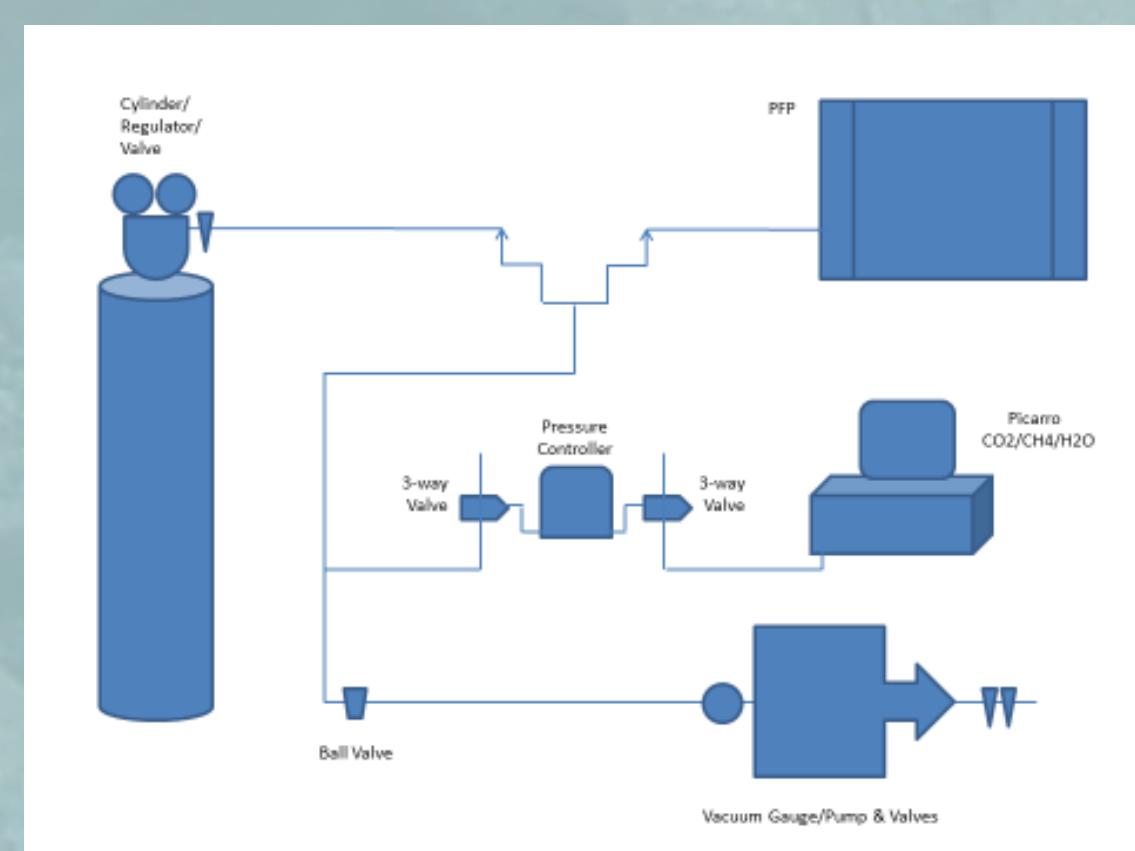 Cylinder/
Regulator/
Valve
PFP
Pressure
Controller
Picarro
CO2/CH4/H2O
3-way
Valve
3-way
Valve
Ball Valve
Vacuum Gauge/Pump & Valves